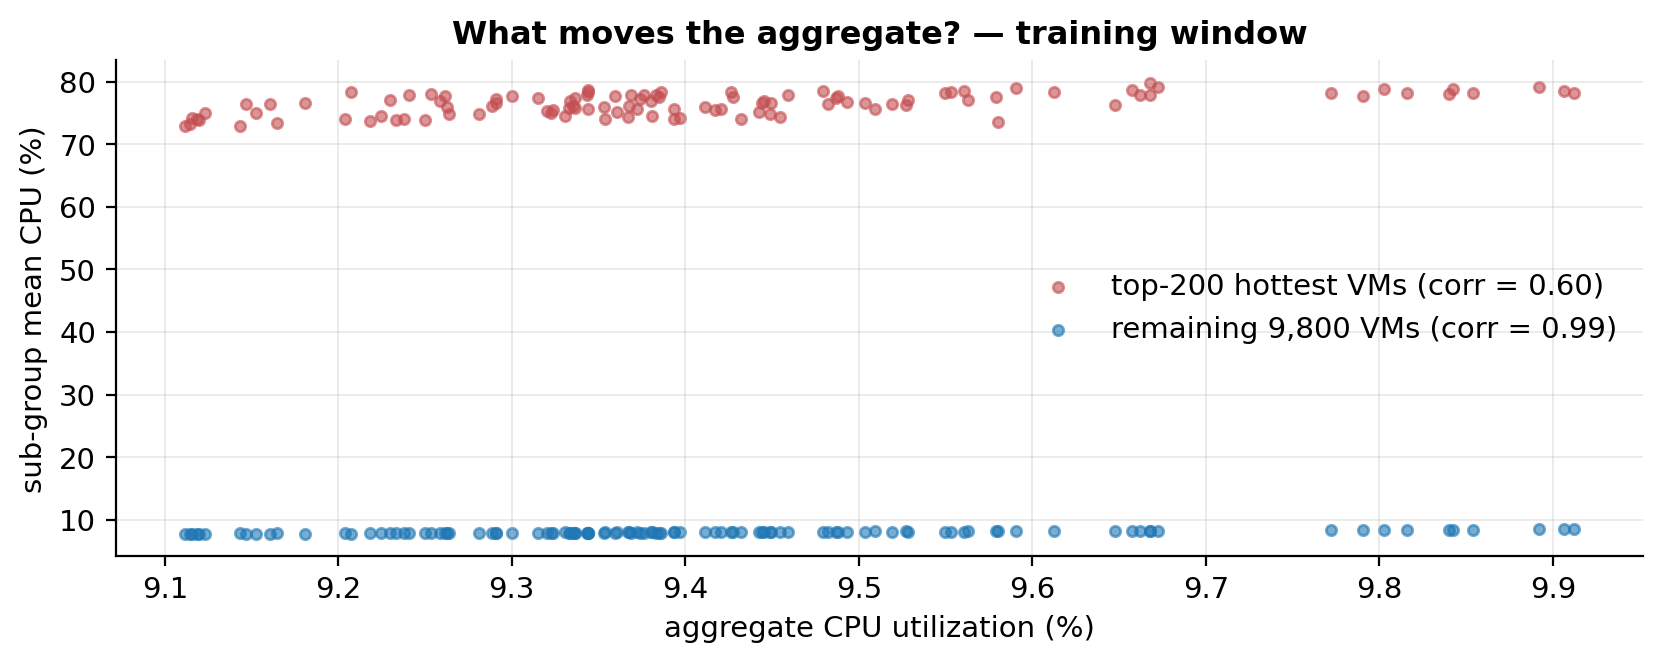 What moves the aggregate? — training window
sub-group mean CPU (%)
80
70
60
50
40
30
20
10
top-200 hottest VMs (corr = 0.60)
remaining 9,800 VMs (corr = 0.99)
9.1 9.2 9.3 9.4 9.5 9.6 9.7 9.8 9.9
aggregate CPU utilization (%)